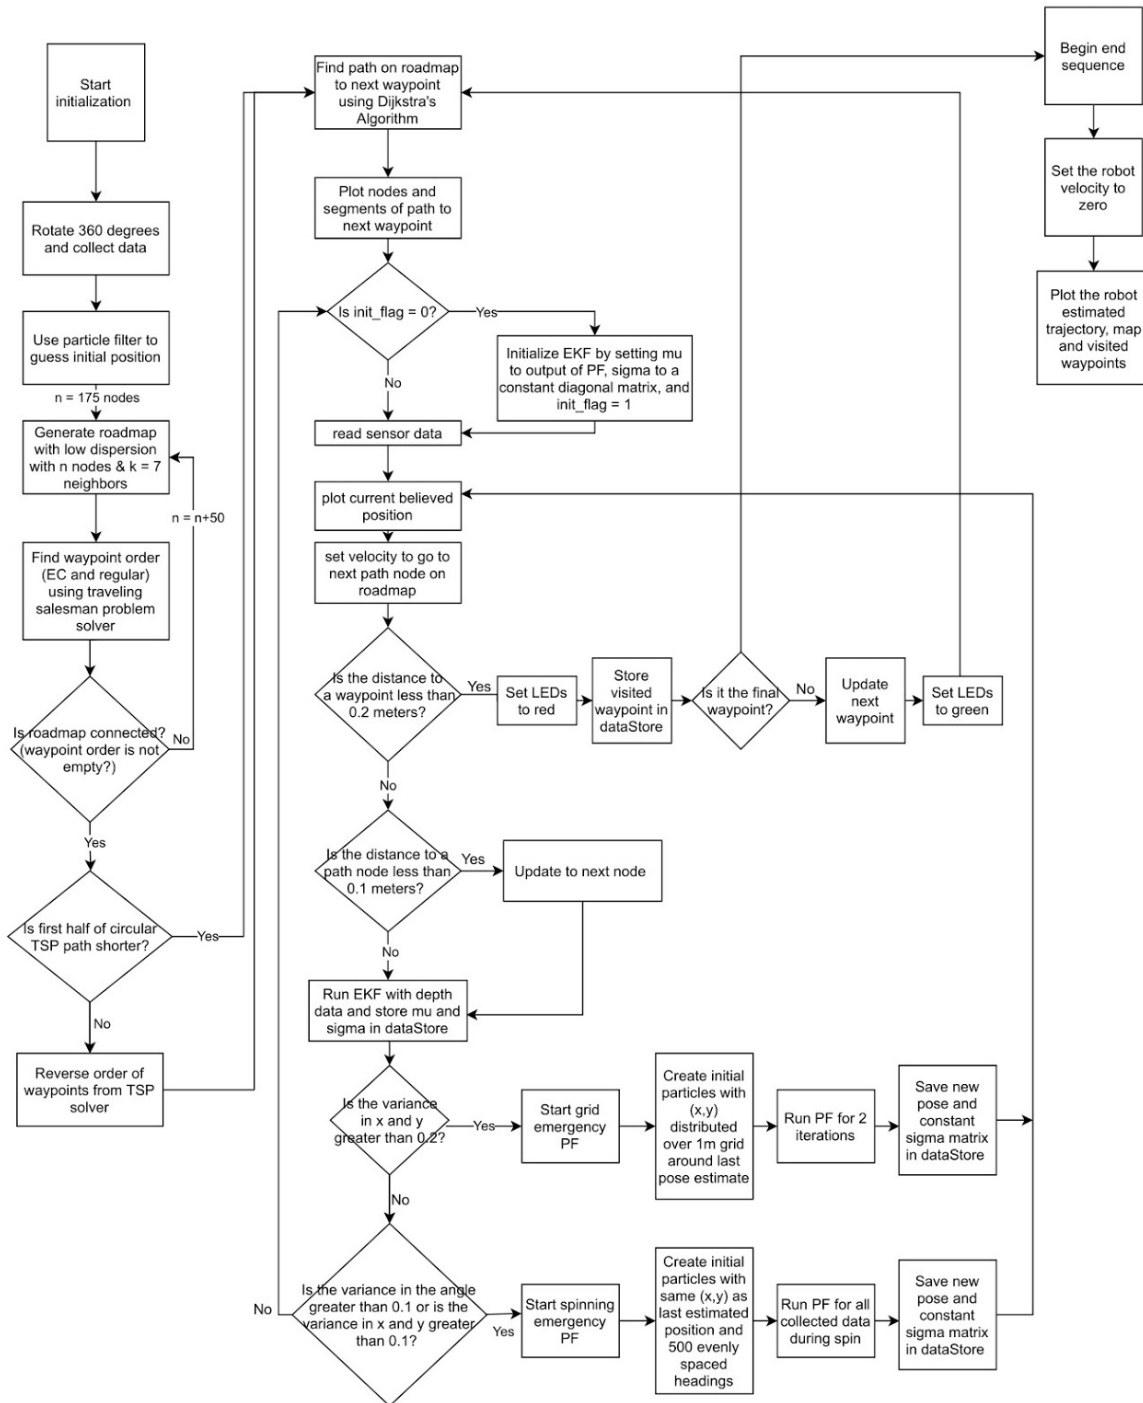 Start
initialization
Rotate 360 degrees
and collect data
Use particle filter to
guess initial position
n = 175 nodes
Generate roadmap
with low dispersion
with n nodes & k = 7
neighbors
n = n+50
Find waypoint order
(EC and regular)
using traveling
salesman problem
solver
Is roadmap connected?
(waypoint order is not
empty?)
No
Yes
Is first half of circular
TSP path shorter?
Yes
No
Reverse order of
waypoints from TSP
solver
Find path on roadmap
to next waypoint
using Dijkstra's
Algorithm
Plot nodes and
segments of path to
next waypoint
Is init_flag = 0?
Yes
Initialize EKF by setting mu
to output of PF, sigma to a
constant diagonal matrix, and
init_flag = 1
No
read sensor data
plot current believed
position
set velocity to go to
next path node on
roadmap
Is the distance to
a waypoint less than
0.2 meters?
Yes
Set LEDs
to red
Store
visited
waypoint in
dataStore
Is it the final
waypoint?
No
Update
next
waypoint
Set LEDs
to green
No
Is the distance to a
path node less than
0.1 meters?
Yes
Update to next node
No
Run EKF with depth
data and store mu and
sigma in dataStore
Is the variance
in x and y
greater than 0.2?
Yes
Start grid
emergency
PF
Create initial
particles with
(x,y)
distributed
over 1m grid
around last
pose estimate
Run PF for 2
iterations
Save new
pose and
constant
sigma matrix
in dataStore
No
Is the variance in the angle
greater than 0.1 or is the
variance in x and y greater
than 0.1?
No
Yes
Start spinning
emergency
PF
Create initial
particles with
same (x,y) as
last estimated
position and
500 evenly
spaced
headings
Run PF for all
collected data
during spin
Save new
pose and
constant
sigma matrix
in dataStore
Begin end
sequence
Set the robot
velocity to
zero
Plot the robot
estimated
trajectory, map
and visited
waypoints